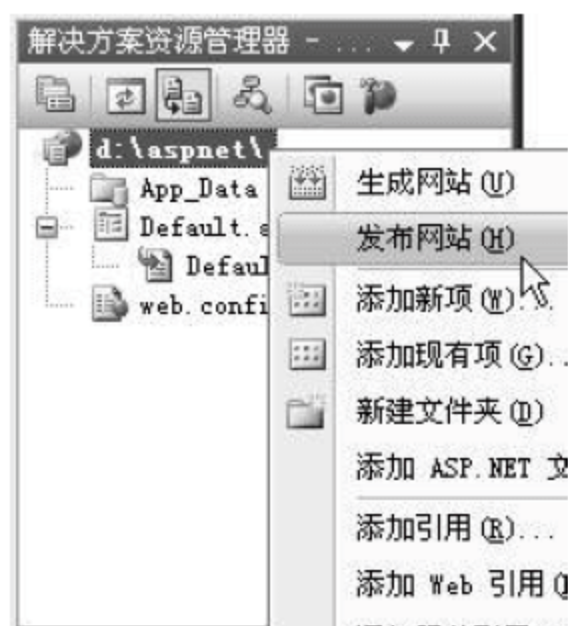 解决方案资源管理器 - ...
d:\aspnet\
App_Data
Default.
Defaul
web.confi
生成网站(U)
发布网站(H)
添加新项(W)...
添加现有项(G)..
新建文件夹(D)
添加 ASP.NET 文
添加引用(R)...
添加 Web 引用(